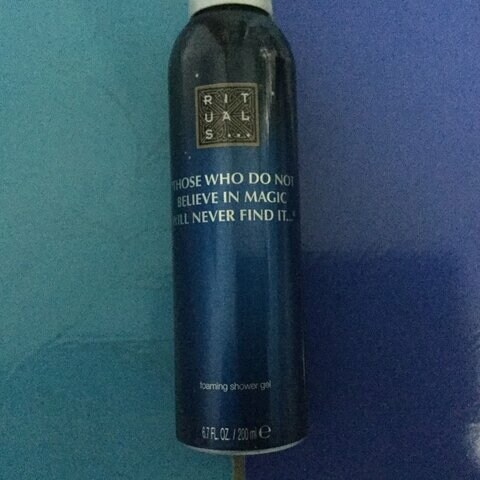 RIT
UAL
S...
THOSE WHO DO NOT
BELIEVE IN MAGIC
WILL NEVER FIND IT...*
foaming shower gel
6.7 FL. OZ. / 200 ml ℮